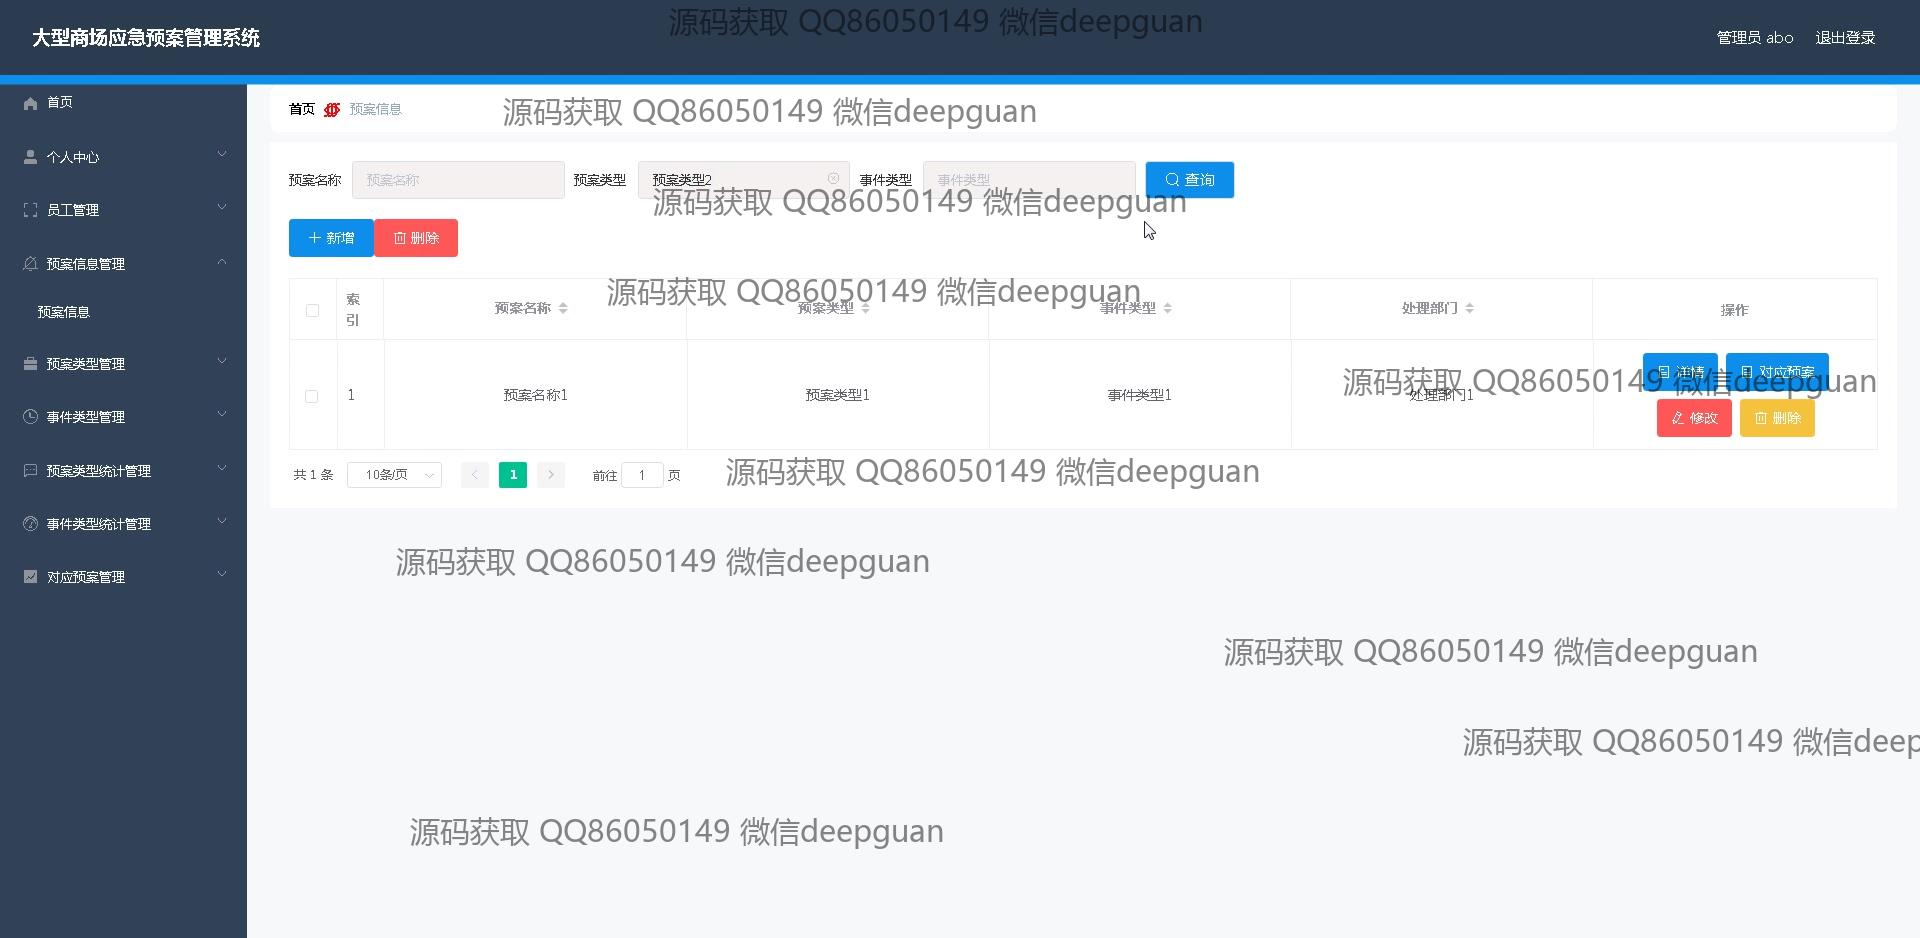 大型商场应急预案管理系统
源码获取 QQ86050149 微信deepguan
管理员 abo
退出登录
首页
个人中心
员工管理
预案信息管理
预案信息
预案类型管理
事件类型管理
预案类型统计管理
事件类型统计管理
对应预案管理
首页 预案信息
源码获取 QQ86050149 微信deepguan
预案名称 预案名称 预案类型 预案类型2 事件类型 事件类型 查询
源码获取 QQ86050149 微信deepguan
新增 删除
源码获取 QQ86050149 微信deepguan
索引 预案名称 预案类型 事件类型 处理部门 操作
1 预案名称1 预案类型1 事件类型1 处理部门1 详情 对应预案
源码获取 QQ86050149 微信deepguan
修改 删除
共 1 条 10条/页 1 前往 1 页
源码获取 QQ86050149 微信deepguan
源码获取 QQ86050149 微信deepguan
源码获取 QQ86050149 微信deepguan
源码获取 QQ86050149 微信deep
源码获取 QQ86050149 微信deepguan